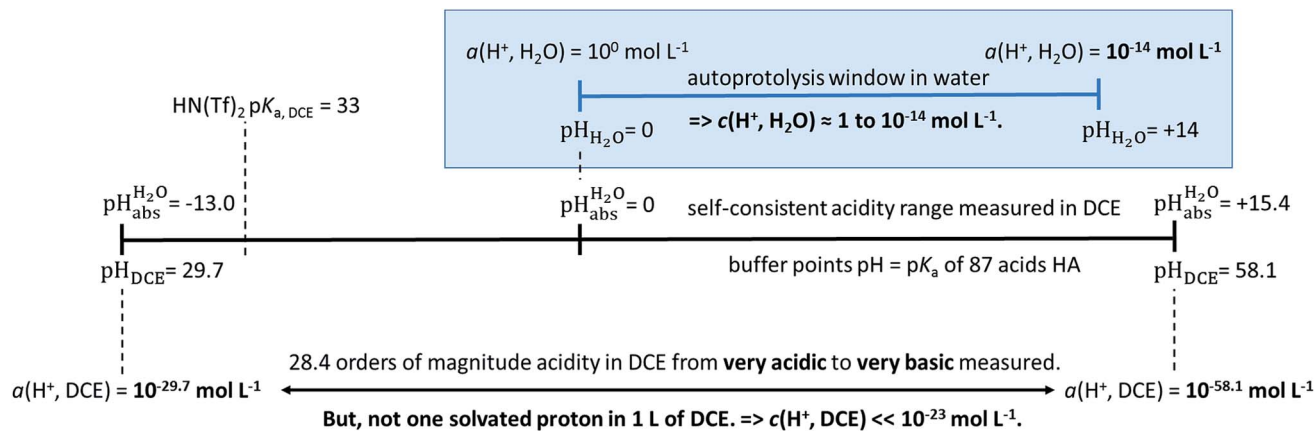 a(H⁺, H₂O) = 10⁰ mol L⁻¹
a(H⁺, H₂O) = 10⁻¹⁴ mol L⁻¹
autoprotolysis window in water
=> c(H⁺, H₂O) ≈ 1 to 10⁻¹⁴ mol L⁻¹.
pH_H₂O = 0
pH_H₂O = +14
HN(Tf)₂ pKₐ, DCE = 33
pH_abs^H₂O = -13.0
pH_abs^H₂O = 0
self-consistent acidity range measured in DCE
pH_abs^H₂O = +15.4
pH_DCE = 29.7
buffer points pH = pKₐ of 87 acids HA
pH_DCE = 58.1
28.4 orders of magnitude acidity in DCE from very acidic to very basic measured.
a(H⁺, DCE) = 10⁻²⁹·⁷ mol L⁻¹
a(H⁺, DCE) = 10⁻⁵⁸·¹ mol L⁻¹
But, not one solvated proton in 1 L of DCE. => c(H⁺, DCE) << 10⁻²³ mol L⁻¹.